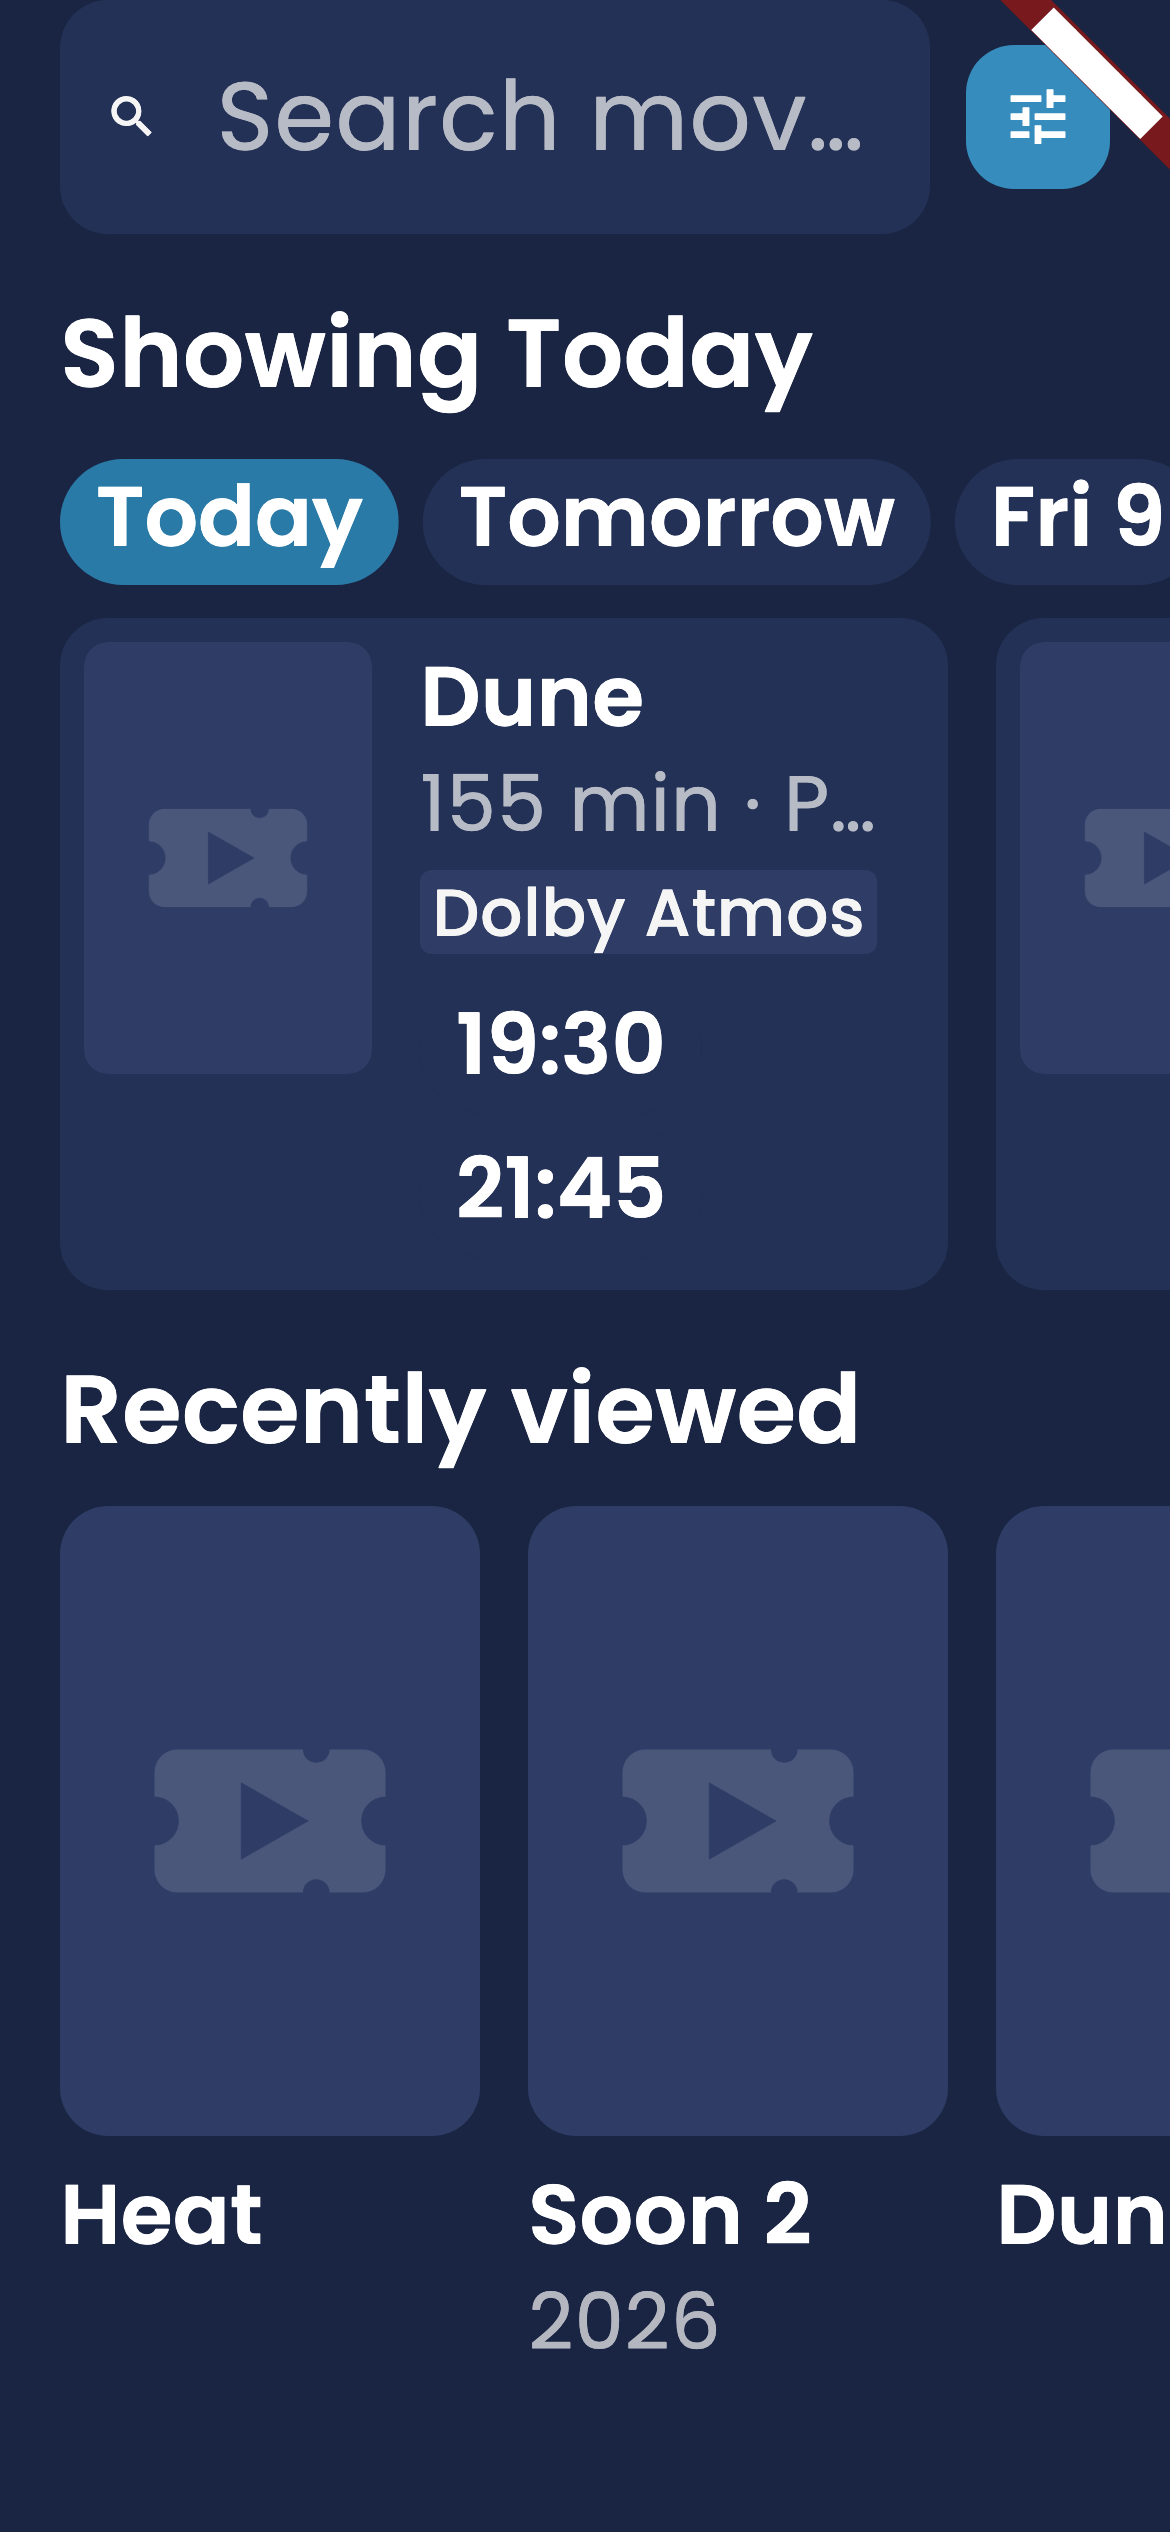 Search mov...
Showing Today
Today Tomorrow Fri 9
Dune
155 min · P...
Dolby Atmos
19:30
21:45
Recently viewed
Heat Soon 2 Dun
2026